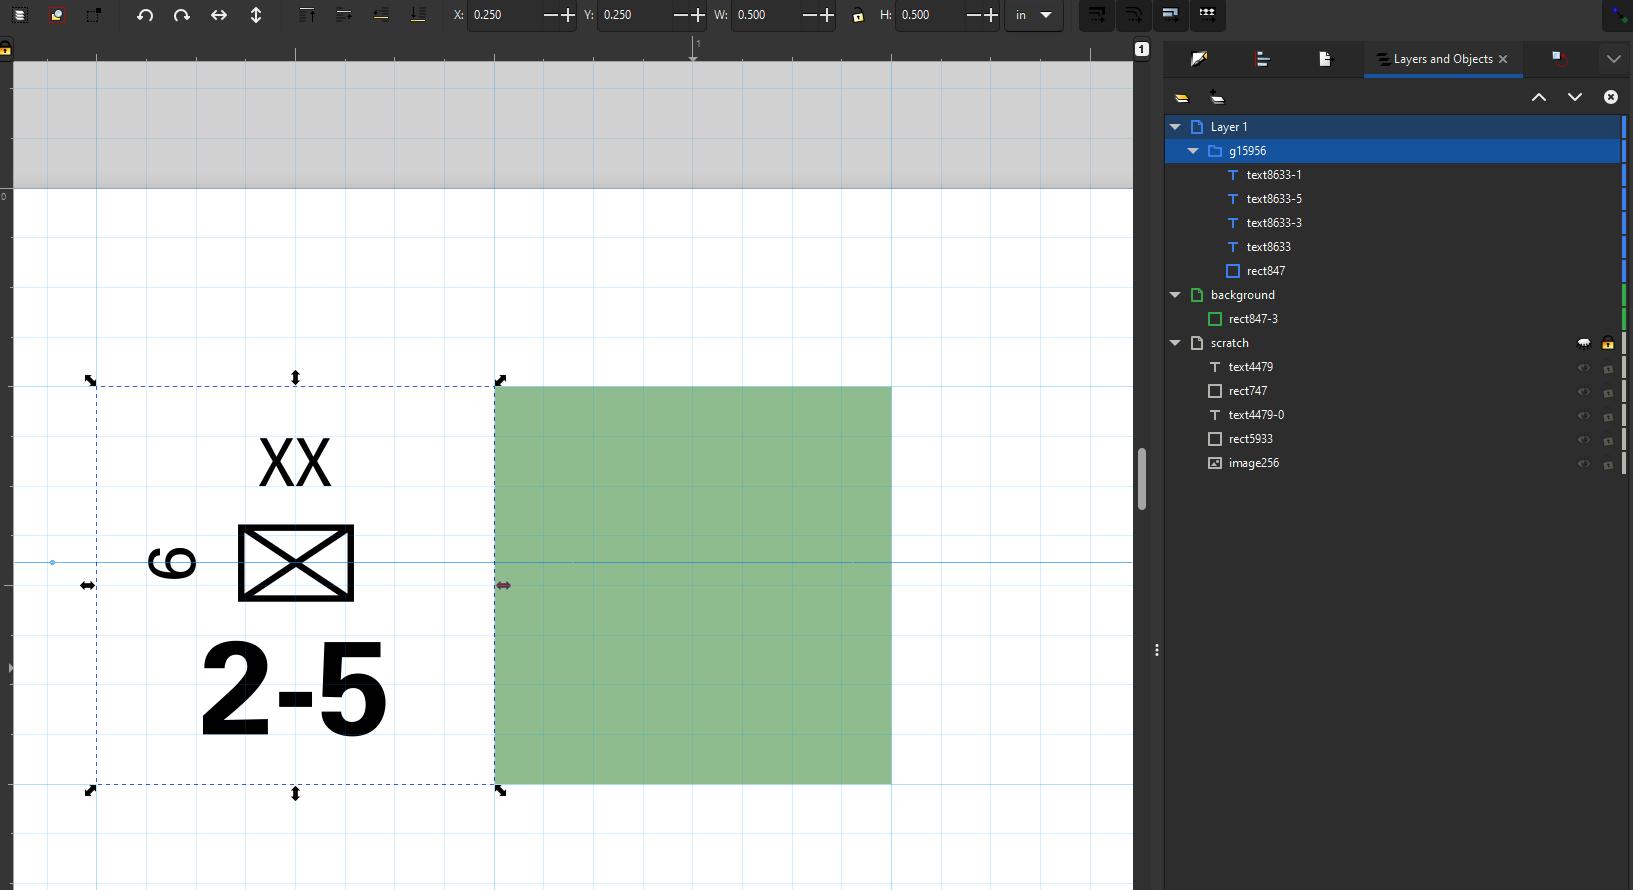 X: 0.250 Y: 0.250 W: 0.500 H: 0.500 in
1
1
Layers and Objects
0
Layer 1
g15956
text8633-1
text8633-5
text8633-3
text8633
rect847
background
rect847-3
scratch
text4479
rect747
text4479-0
rect5933
image256
XX
6
2-5